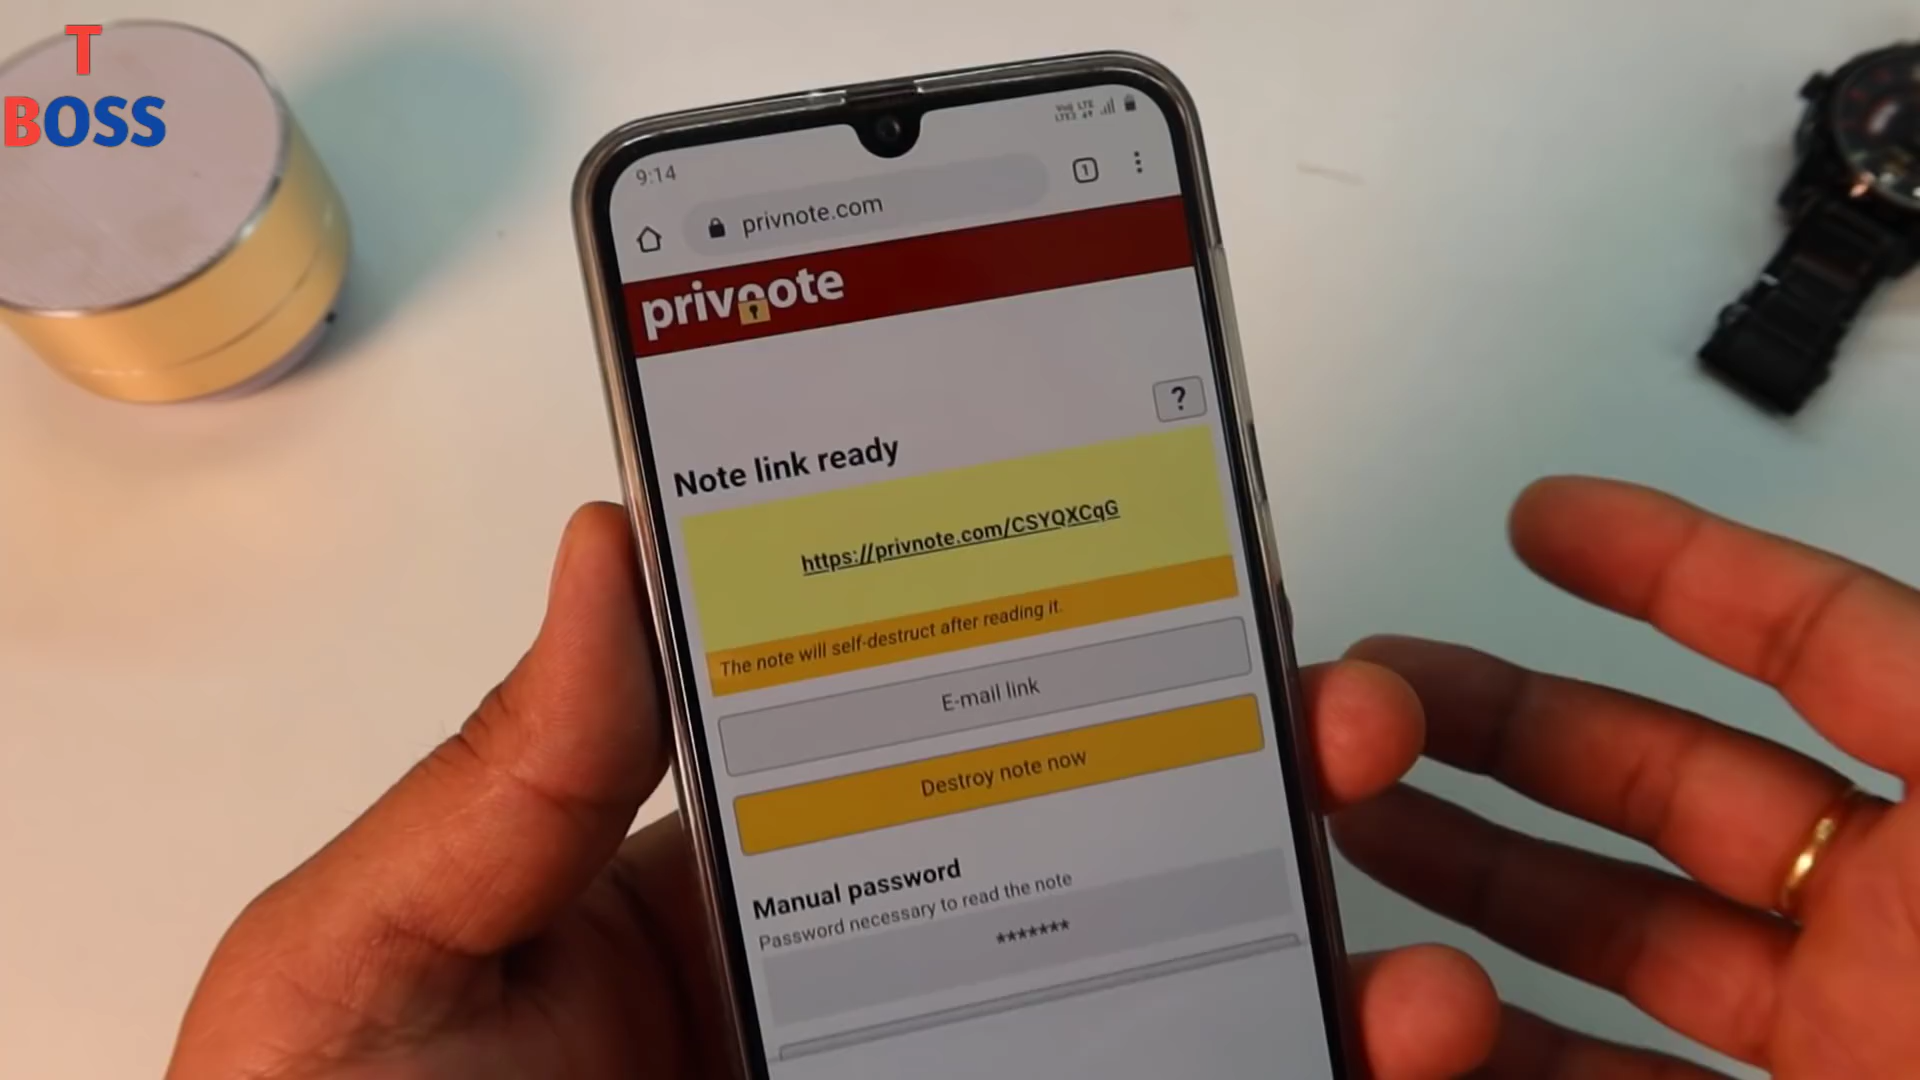 T
BOSS
9:14
privnote.com
1
privnote
?
Note link ready
https://privnote.com/CSYQXCqG
The note will self-destruct after reading it.
E-mail link
Destroy note now
Manual password
Password necessary to read the note
*******